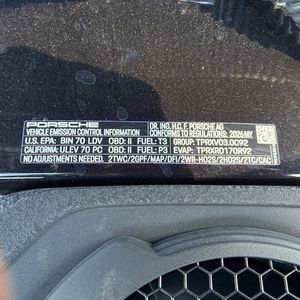 PORSCHE DR. ING. H.C. F. PORSCHE AG
VEHICLE EMISSION CONTROL INFORMATION CONFORMS TO REGULATIONS: 2026 MY
U.S. EPA: BIN 70 LDV OBD: II FUEL: T3 GROUP: TPRXV03.0C92
CALIFORNIA: ULEV 70 PC OBD: II FUEL: P3 EVAP: TPRXR0170R92
NO ADJUSTMENTS NEEDED. 2TWC/2GPF/MAP/DFI/2WR-HO2S/2HO2S/2TC/CAC